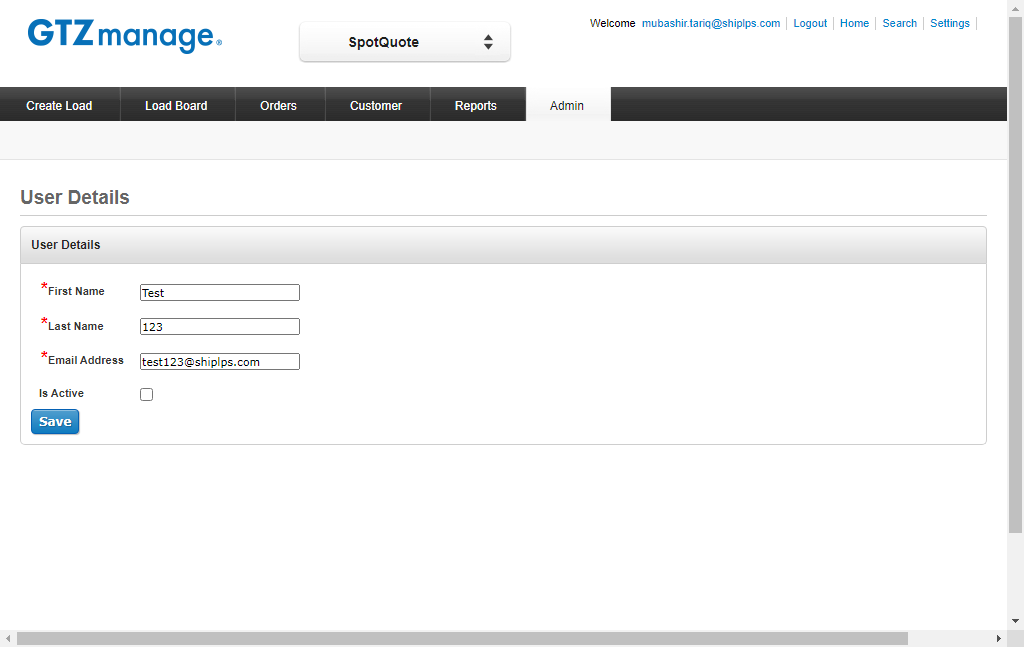 GTZmanage®
SpotQuote
Welcome mubashir.tariq@shiplps.com Logout Home Search Settings
Create Load Load Board Orders Customer Reports Admin
User Details
User Details
*First Name Test
*Last Name 123
*Email Address test123@shiplps.com
Is Active
Save